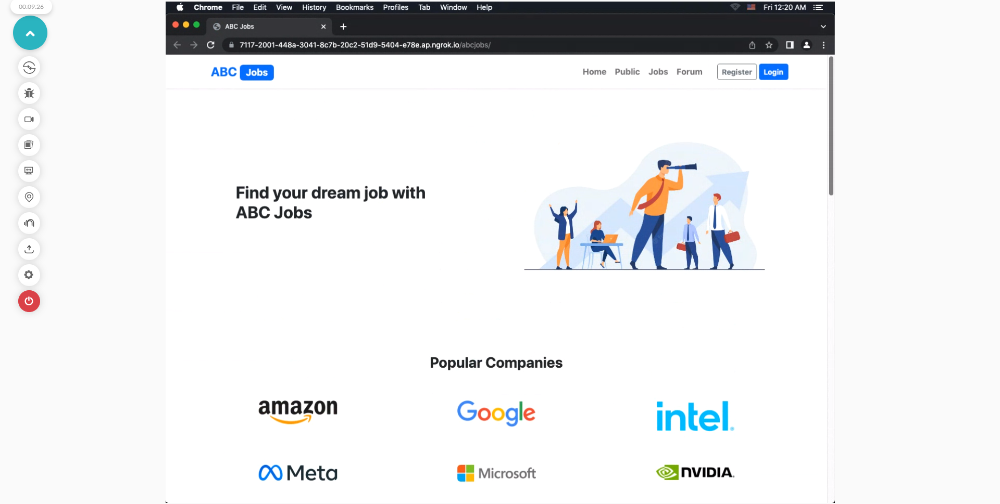 00:09:26
Chrome File Edit View History Bookmarks Profiles Tab Window Help Fri 12:20 AM
ABC Jobs
7117-2001-448a-3041-8c7b-20c2-51d9-5404-e78e.ap.ngrok.io/abcjobs/
ABC Jobs Home Public Jobs Forum Register Login
Find your dream job with
ABC Jobs
Popular Companies
amazon Google intel®
Meta Microsoft NVIDIA.